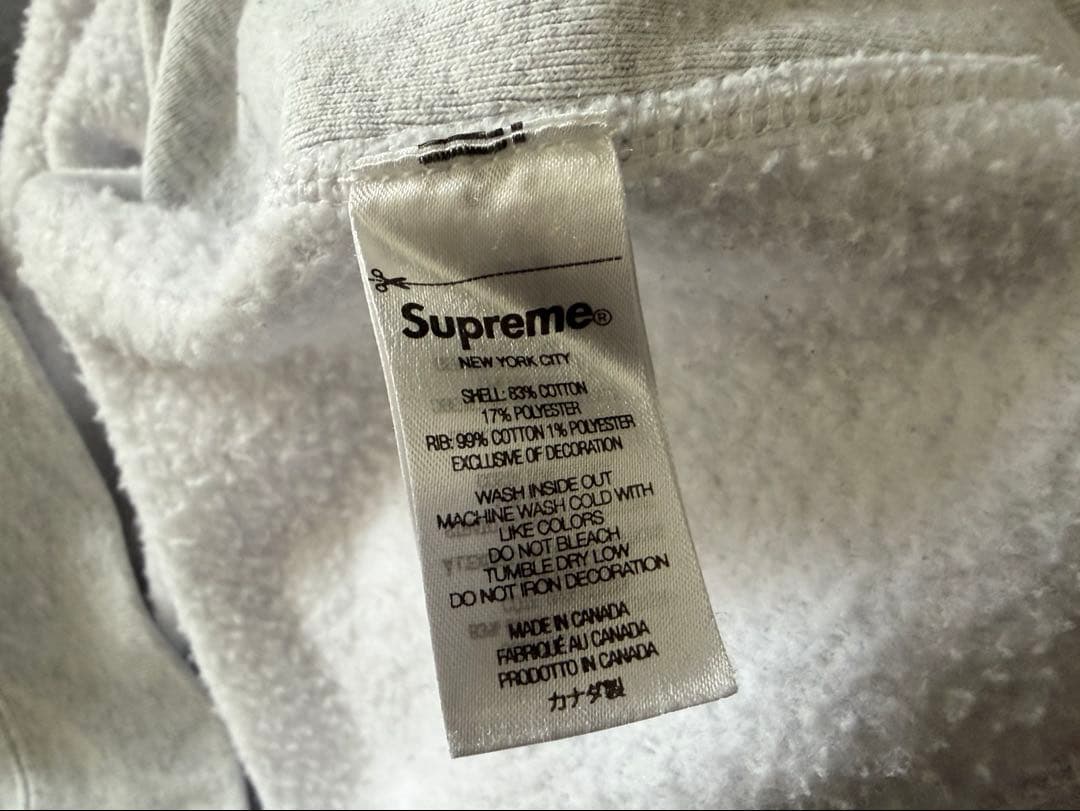 Supreme®
NEW YORK CITY
SHELL: 83% COTTON
17% POLYESTER
RIB: 99% COTTON 1% POLYESTER
EXCLUSIVE OF DECORATION
WASH INSIDE OUT
MACHINE WASH COLD WITH
LIKE COLORS
DO NOT BLEACH
TUMBLE DRY LOW
DO NOT IRON DECORATION
MADE IN CANADA
FABRIQUÉ AU CANADA
PRODOTTO IN CANADA
カナダ製